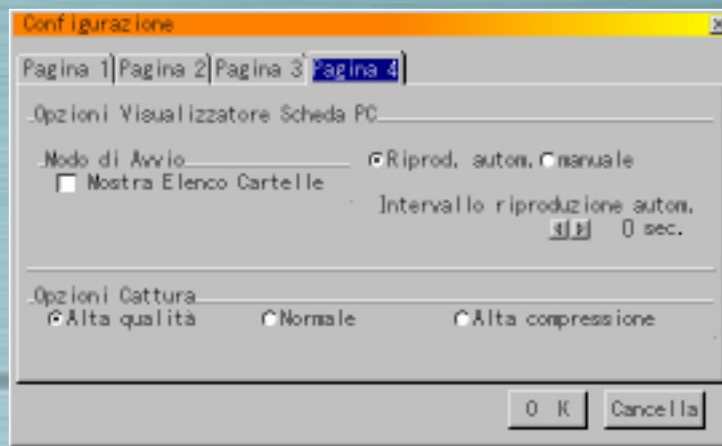 Configurazione
Pagina 1 Pagina 2 Pagina 3 Pagina 4
Opzioni Visualizzatore Scheda PC
Modo di Avvio
Mostra Elenco Cartelle
Riprod. autom. manuale
Intervallo riproduzione autom.
0 sec.
Opzioni Cattura
Alta qualità Normale Alta compressione
O K Cancella